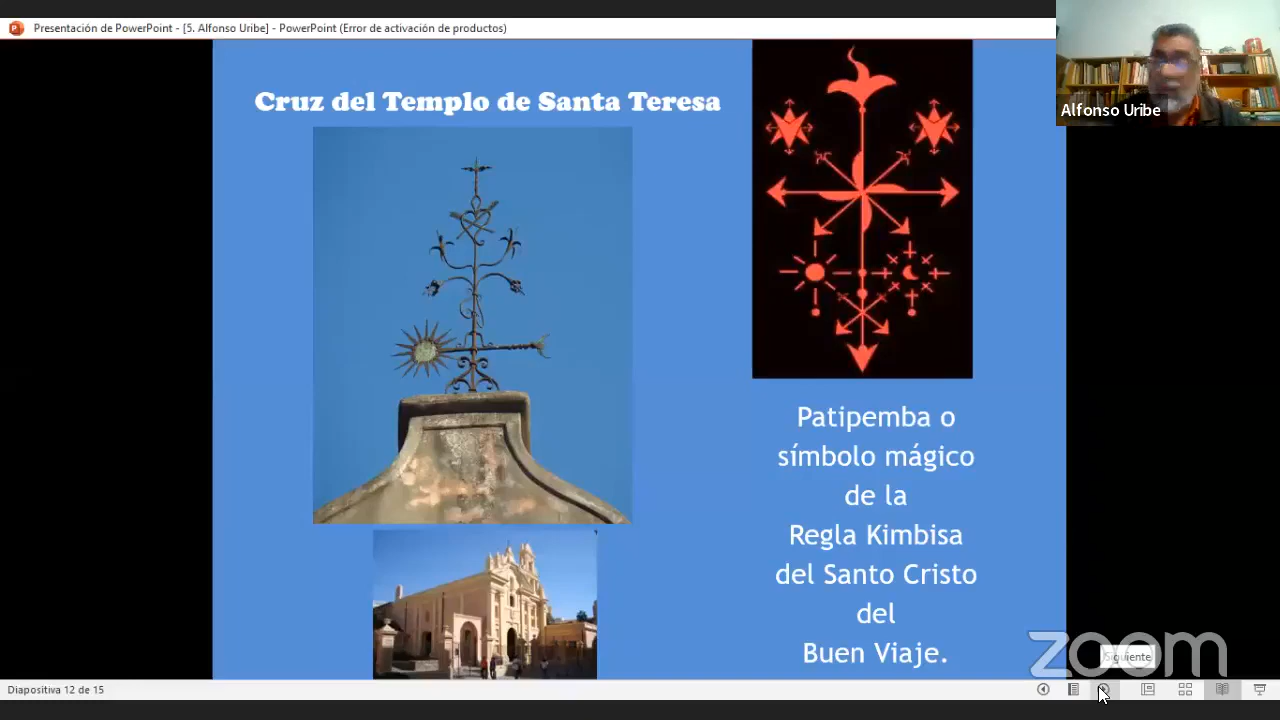 Presentación de PowerPoint - [5. Alfonso Uribe] - PowerPoint (Error de activación de productos)
Alfonso Uribe
Cruz del Templo de Santa Teresa
Patipemba o
símbolo mágico
de la
Regla Kimbisa
del Santo Cristo
del
Buen Viaje.
zoom
Siguiente
Diapositiva 12 de 15